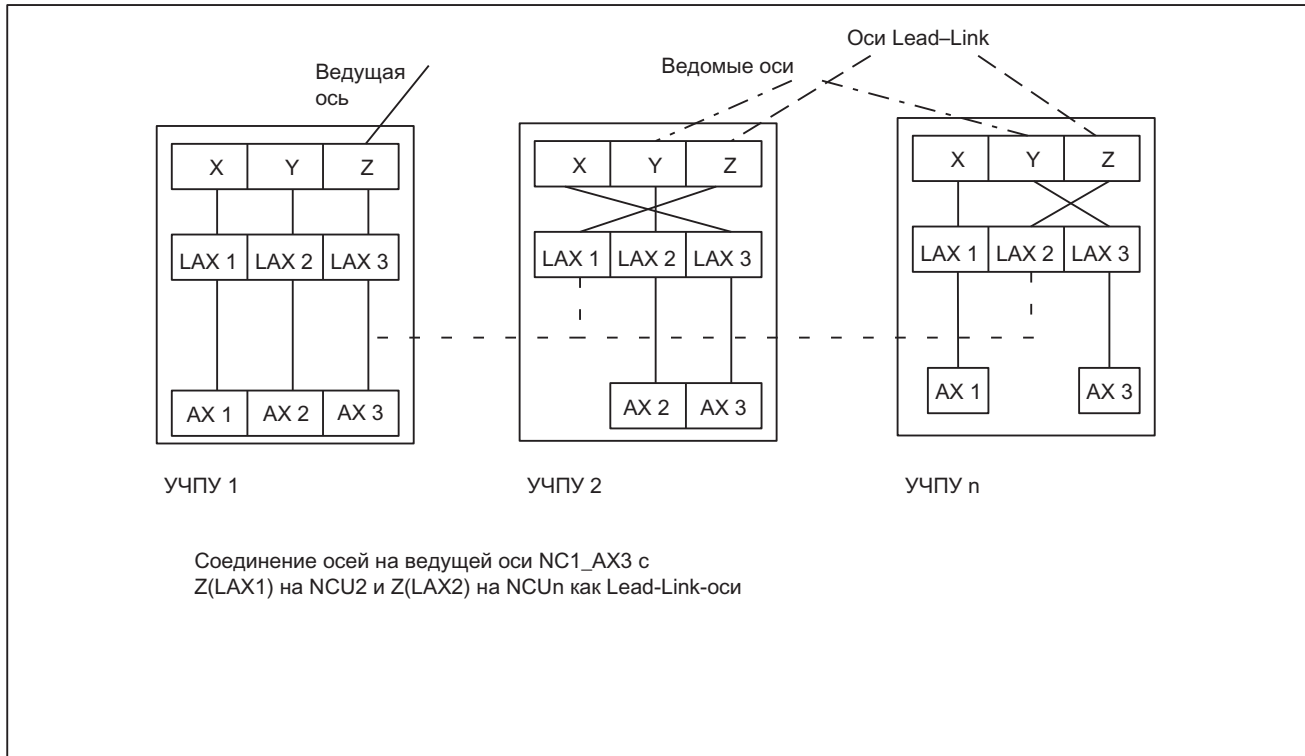 Оси Lead–Link
Ведущая
ось
Ведомые оси
X Y Z
X Y Z
X Y Z
LAX 1 LAX 2 LAX 3
LAX 1 LAX 2 LAX 3
LAX 1 LAX 2 LAX 3
AX 1 AX 2 AX 3
AX 2 AX 3
AX 1 AX 3
УЧПУ 1
УЧПУ 2
УЧПУ n
Соединение осей на ведущей оси NC1_AX3 с
Z(LAX1) на NCU2 и Z(LAX2) на NCUn как Lead-Link-оси